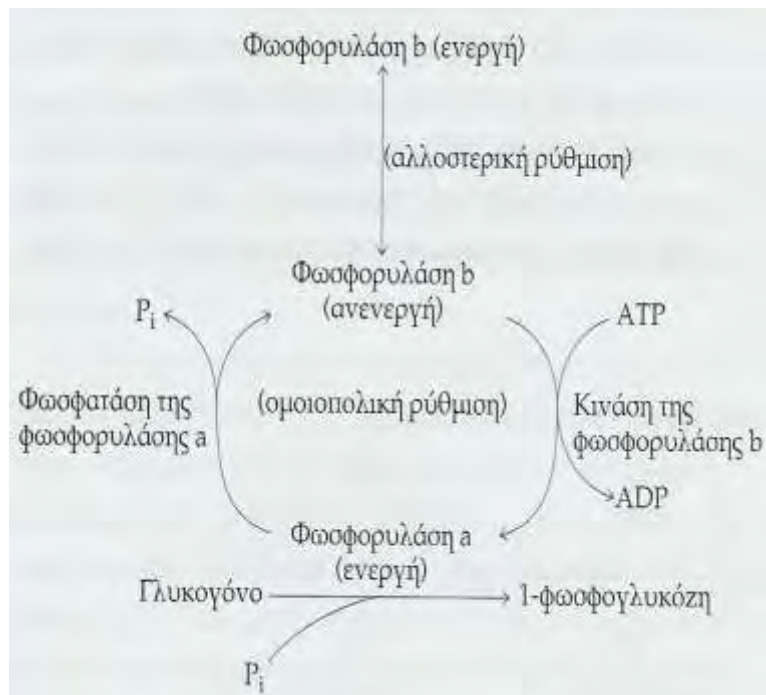 Φωσφορυλάση b (ενεργή)
(αλλοστερική ρύθμιση)
Φωσφορυλάση b
(ανενεργή)
Pi
ATP
Φωσφατάση της
φωσφορυλάσης a
(ομοιοπολική ρύθμιση)
Κινάση της
φωσφορυλάσης b
ADP
Φωσφορυλάση a
(ενεργή)
Γλυκογόνο
1-φωσφογλυκόζη
Pi